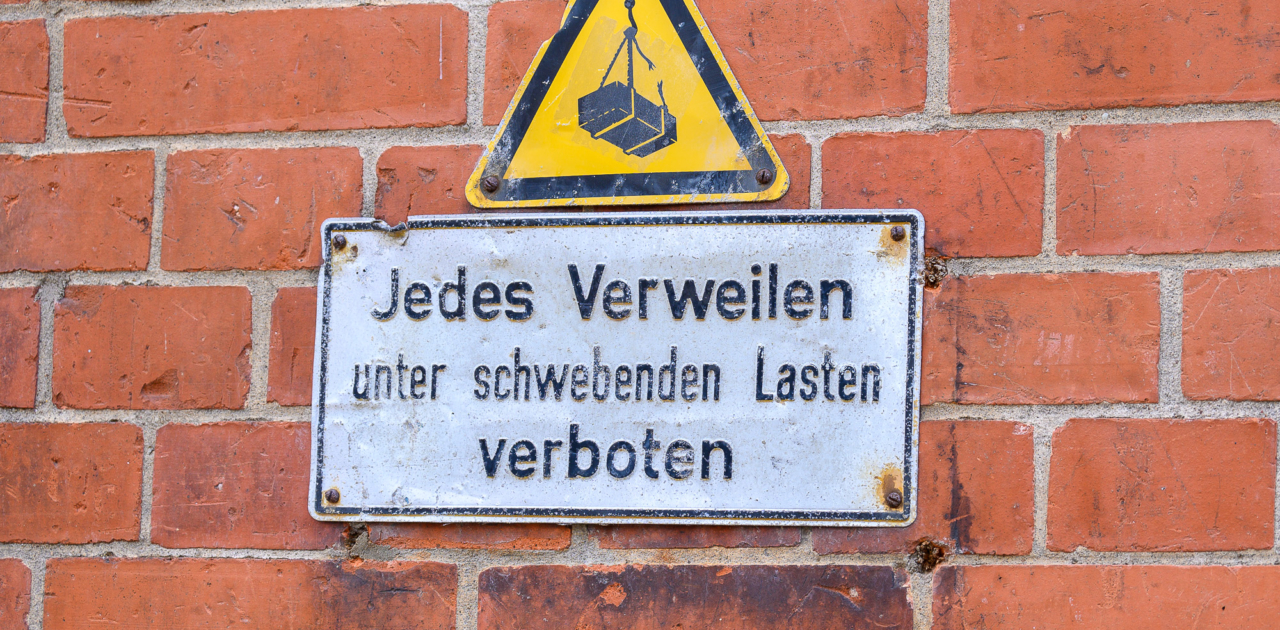 Jedes Verweilen
unter schwebenden Lasten
verboten